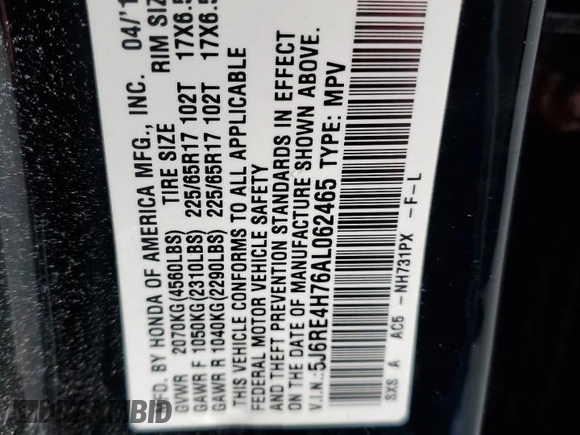 MFD. BY HONDA OF AMERICA MFG., INC. 04/'1
GVWR 2070KG(4560LBS) TIRE SIZE RIM SIZ
GAWR F 1050KG(2310LBS) 225/65R17 102T 17X6.5
GAWR R 1040KG(2290LBS) 225/65R17 102T 17X6.5
THIS VEHICLE CONFORMS TO ALL APPLICABLE
FEDERAL MOTOR VEHICLE SAFETY
AND THEFT PREVENTION STANDARDS IN EFFECT
ON THE DATE OF MANUFACTURE SHOWN ABOVE.
V.I.N.: 5J6RE4H76AL062465 TYPE: MPV
SXS A AC5 -NH731PX -F-L